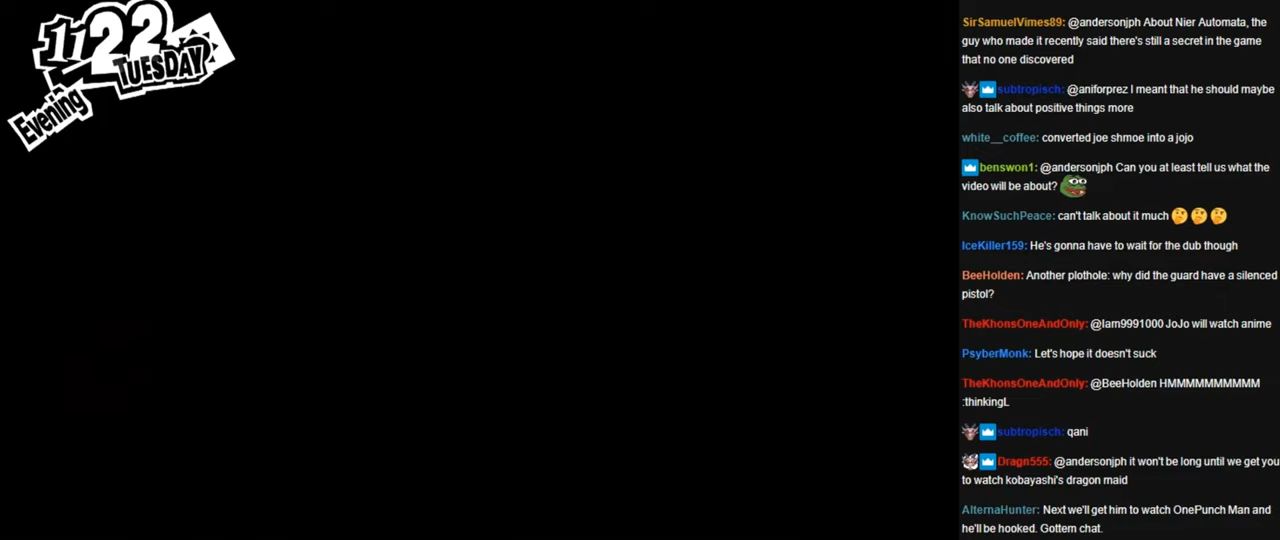 11 22
TUESDAY
Evening
SirSamuelVimes89: @andersonjph About Nier Automata, the
guy who made it recently said there's still a secret in the game
that no one discovered
subtropisch: @aniforprez I meant that he should maybe
also talk about positive things more
white__coffee: converted joe shmoe into a jojo
benswon1: @andersonjph Can you at least tell us what the
video will be about?
KnowSuchPeace: can't talk about it much
IceKiller159: He's gonna have to wait for the dub though
BeeHolden: Another plothole: why did the guard have a silenced
pistol?
TheKhonsOneAndOnly: @Iam9991000 JoJo will watch anime
PsyberMonk: Let's hope it doesn't suck
TheKhonsOneAndOnly: @BeeHolden HMMMMMMMMMM
:thinkingL
subtropisch: qani
Dragn555: @andersonjph it won't be long until we get you
to watch kobayashi's dragon maid
AlternaHunter: Next we'll get him to watch OnePunch Man and
he'll be hooked. Gottem chat.